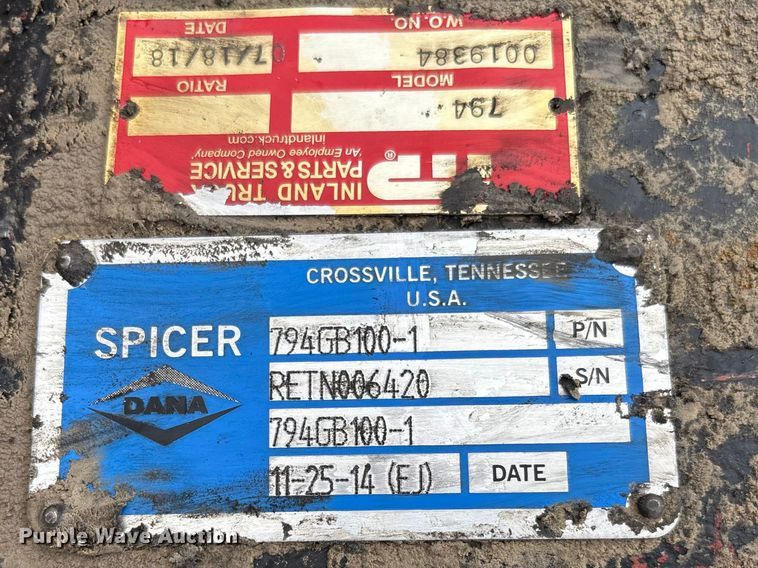 INLAND TRUCK
PARTS & SERVICE
'An Employee Owned Company'
inlandtruck.com
®
MODEL
794
RATIO
W.O. NO.
0019384
DATE
07/18/18
CROSSVILLE, TENNESSEE
U.S.A.
SPICER
DANA
794GB100-1 P/N
RETN006420 S/N
794GB100-1
11-25-14 (EJ) DATE
Purple Wave Auction